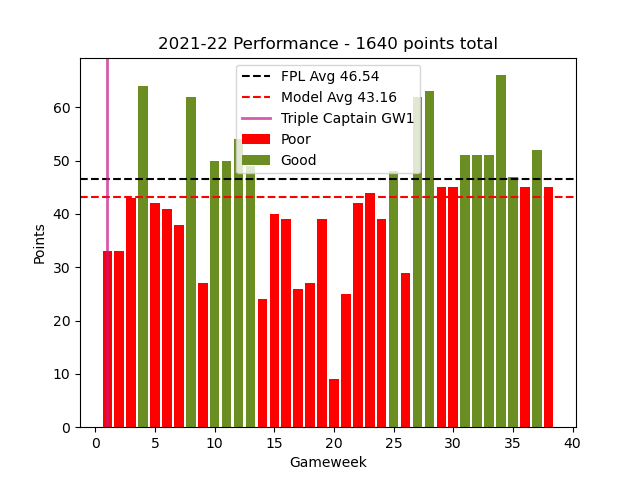 2021-22 Performance - 1640 points total
FPL Avg 46.54
Model Avg 43.16
Triple Captain GW1
Poor
Good
Points
60
50
40
30
20
10
0
0 5 10 15 20 25 30 35 40
Gameweek